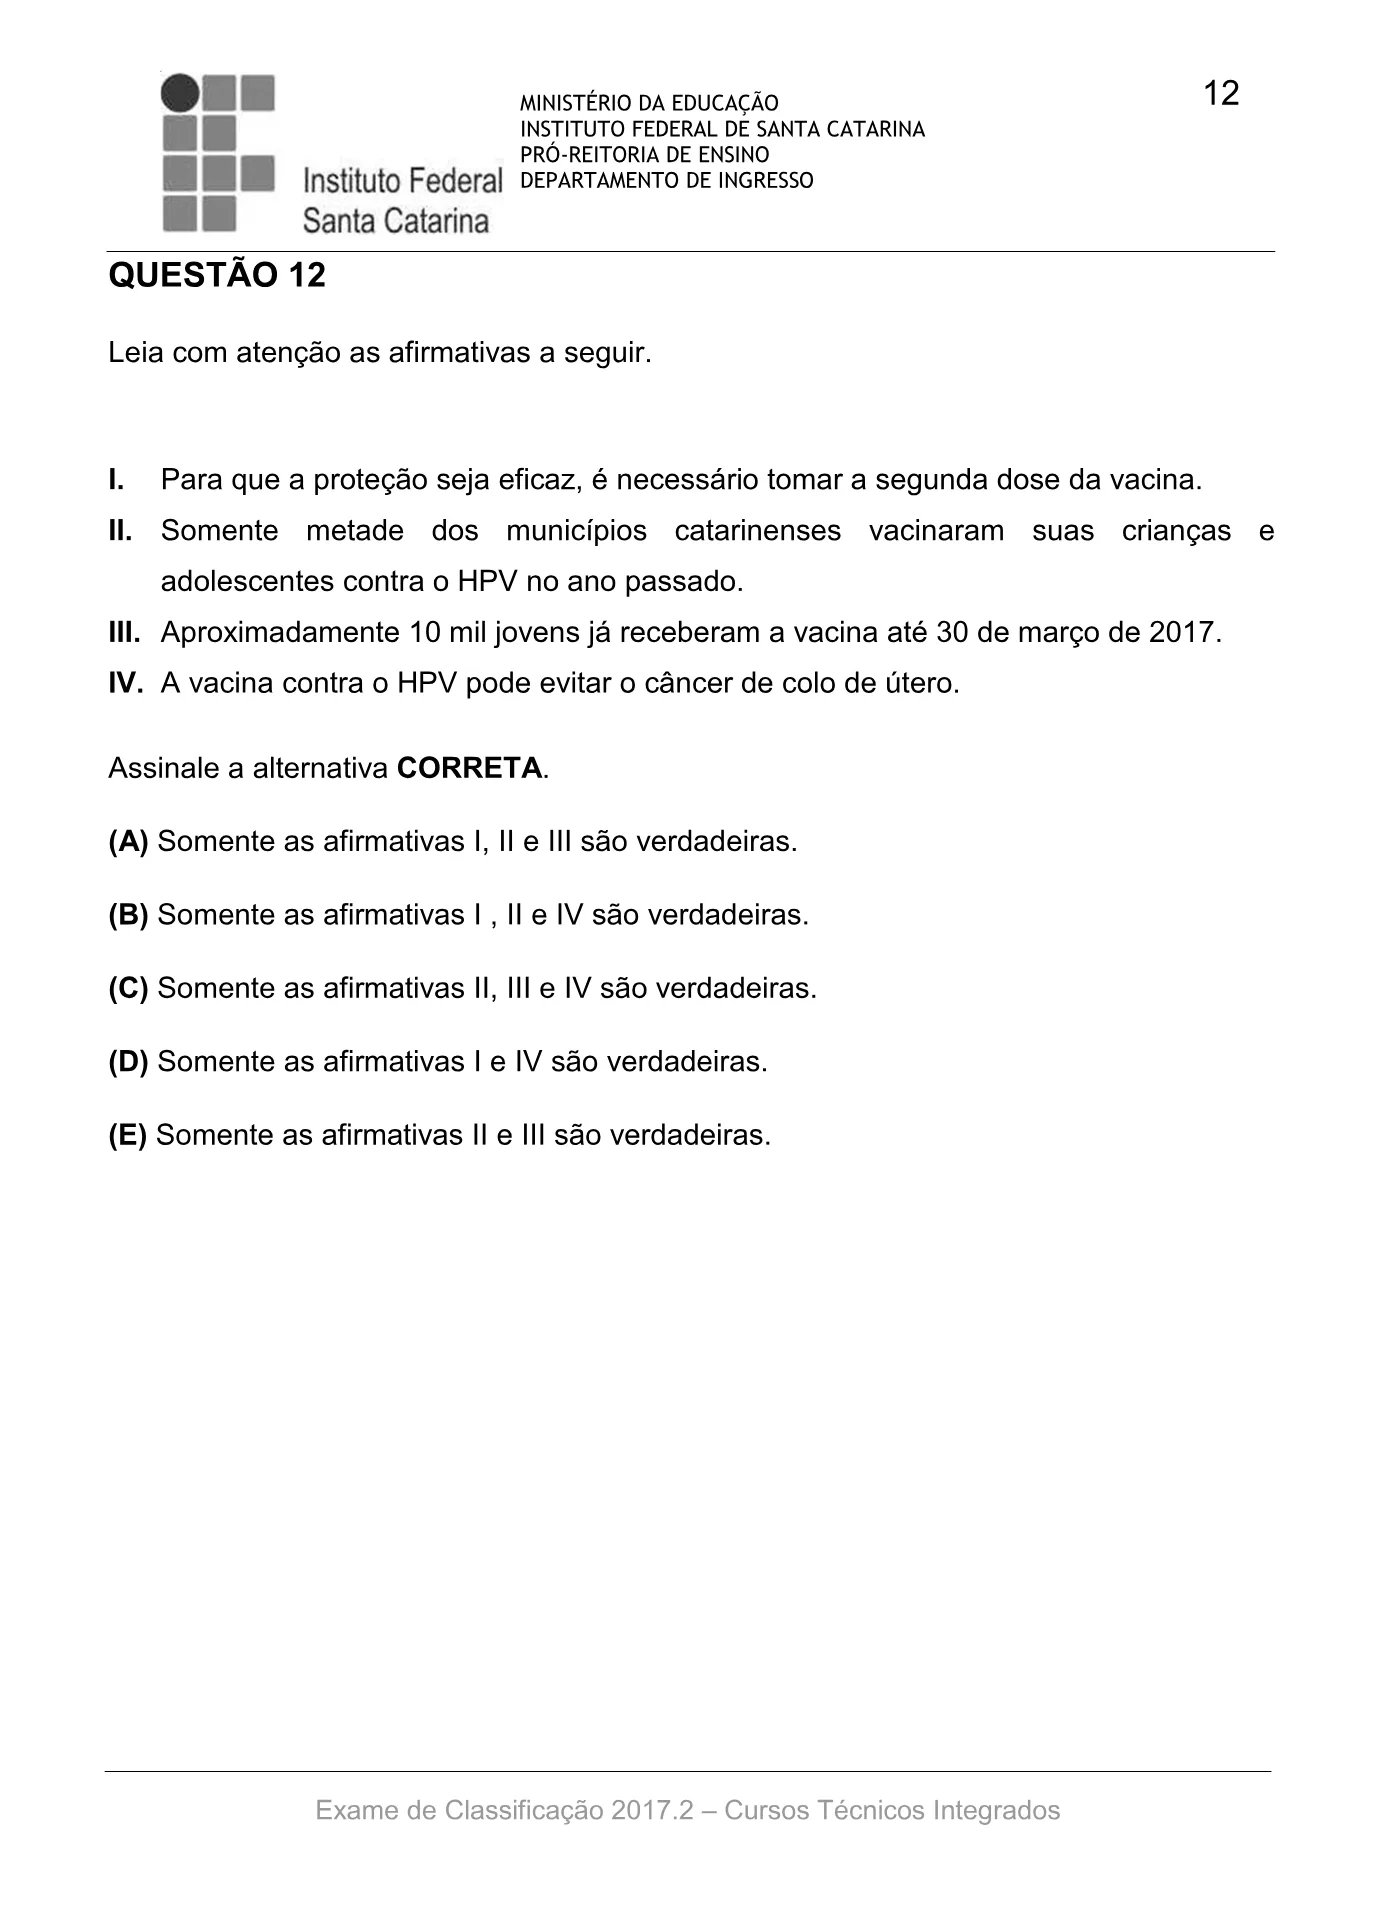 12
MINISTÉRIO DA EDUCAÇÃO
INSTITUTO FEDERAL DE SANTA CATARINA
PRÓ-REITORIA DE ENSINO
DEPARTAMENTO DE INGRESSO
Instituto Federal
Santa Catarina
QUESTÃO 12
Leia com atenção as afirmativas a seguir.
I. Para que a proteção seja eficaz, é necessário tomar a segunda dose da vacina.
II. Somente metade dos municípios catarinenses vacinaram suas crianças e
adolescentes contra o HPV no ano passado.
III. Aproximadamente 10 mil jovens já receberam a vacina até 30 de março de 2017.
IV. A vacina contra o HPV pode evitar o câncer de colo de útero.
Assinale a alternativa CORRETA.
(A) Somente as afirmativas I, II e III são verdadeiras.
(B) Somente as afirmativas I , II e IV são verdadeiras.
(C) Somente as afirmativas II, III e IV são verdadeiras.
(D) Somente as afirmativas I e IV são verdadeiras.
(E) Somente as afirmativas II e III são verdadeiras.
Exame de Classificação 2017.2 – Cursos Técnicos Integrados